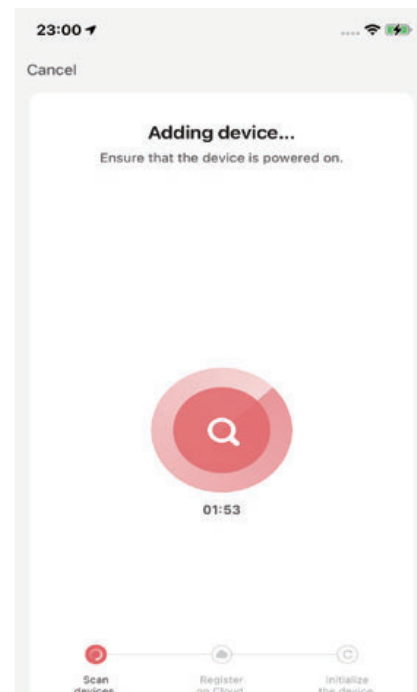 23:00
Cancel
Adding device...
Ensure that the device is powered on.
01:53
Scan
devices
Register
on Cloud
Initialize
the device